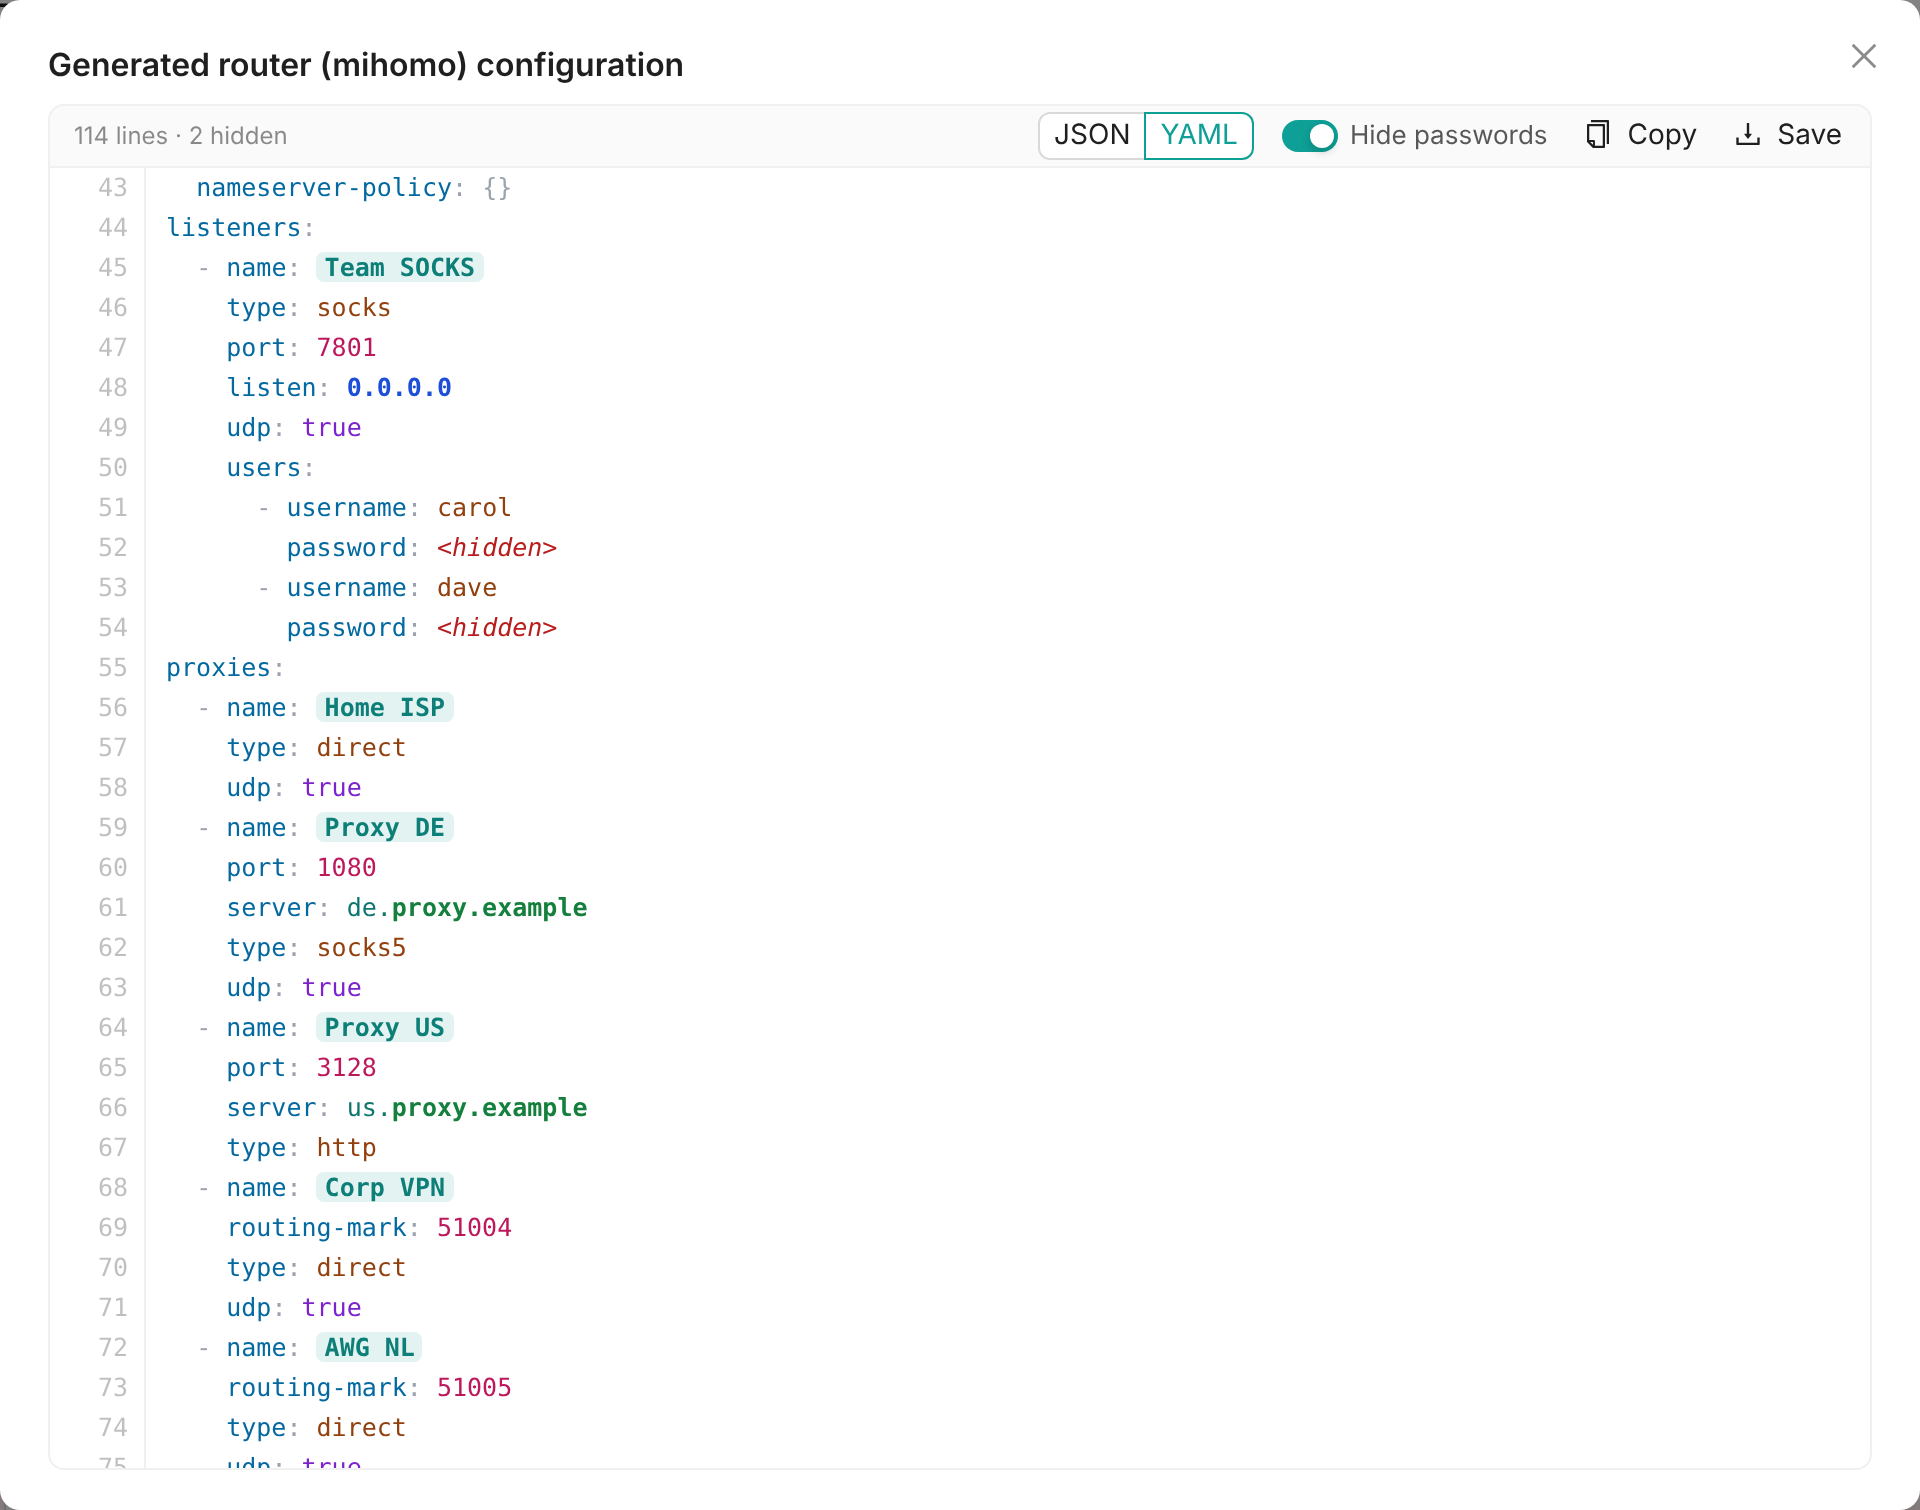 Generated router (mihomo) configuration
114 lines · 2 hidden JSON YAML Hide passwords Copy Save
43 nameserver-policy: {}
44 listeners:
45 - name: Team SOCKS
46 type: socks
47 port: 7801
48 listen: 0.0.0.0
49 udp: true
50 users:
51 - username: carol
52 password: <hidden>
53 - username: dave
54 password: <hidden>
55 proxies:
56 - name: Home ISP
57 type: direct
58 udp: true
59 - name: Proxy DE
60 port: 1080
61 server: de.proxy.example
62 type: socks5
63 udp: true
64 - name: Proxy US
65 port: 3128
66 server: us.proxy.example
67 type: http
68 - name: Corp VPN
69 routing-mark: 51004
70 type: direct
71 udp: true
72 - name: AWG NL
73 routing-mark: 51005
74 type: direct
75 udp: true